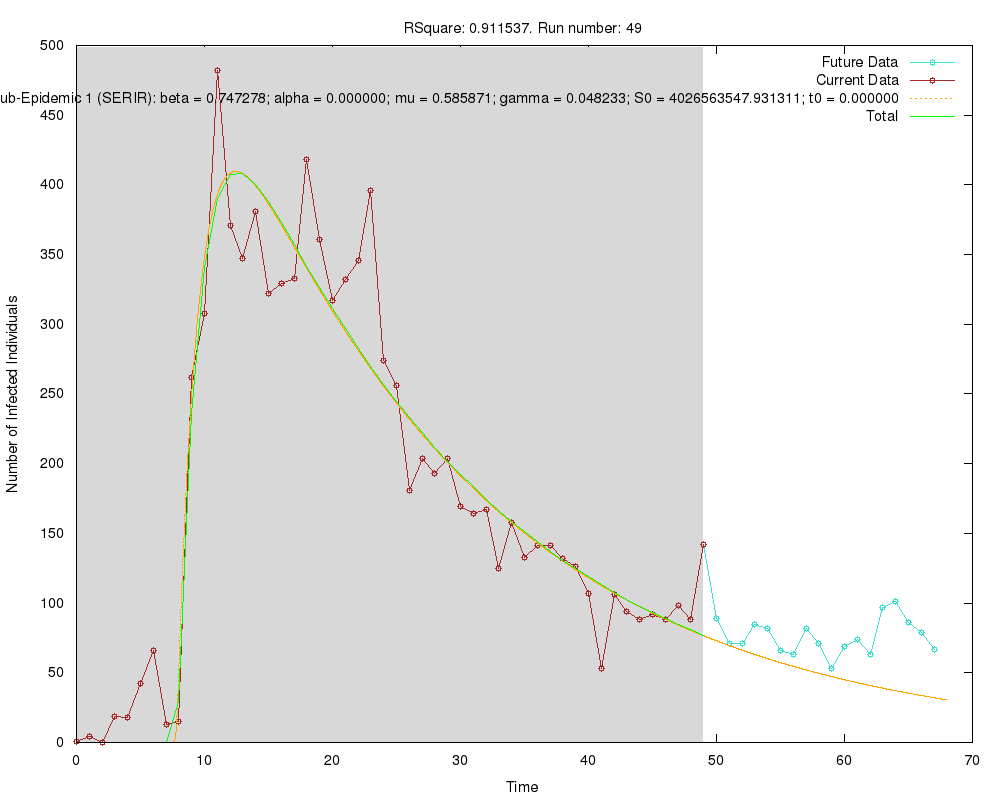 RSquare: 0.911537. Run number: 49
Future Data
Current Data
ub-Epidemic 1 (SERIR): beta = 0.747278; alpha = 0.000000; mu = 0.585871; gamma = 0.048233; S0 = 4026563547.931311; t0 = 0.000000
Total
500
450
400
350
300
250
200
150
100
50
0
Number of Infected Individuals
0 10 20 30 40 50 60 70
Time